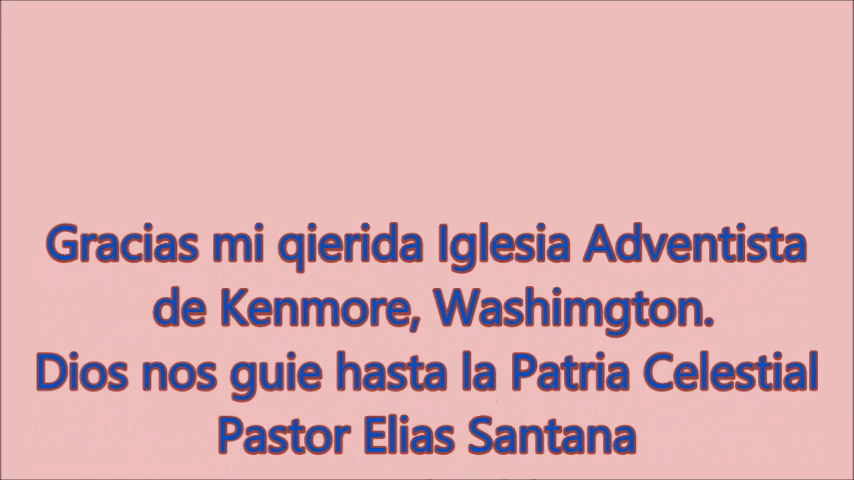 Gracias mi qierida Iglesia Adventista
de Kenmore, Washimgton.
Dios nos guie hasta la Patria Celestial
Pastor Elias Santana